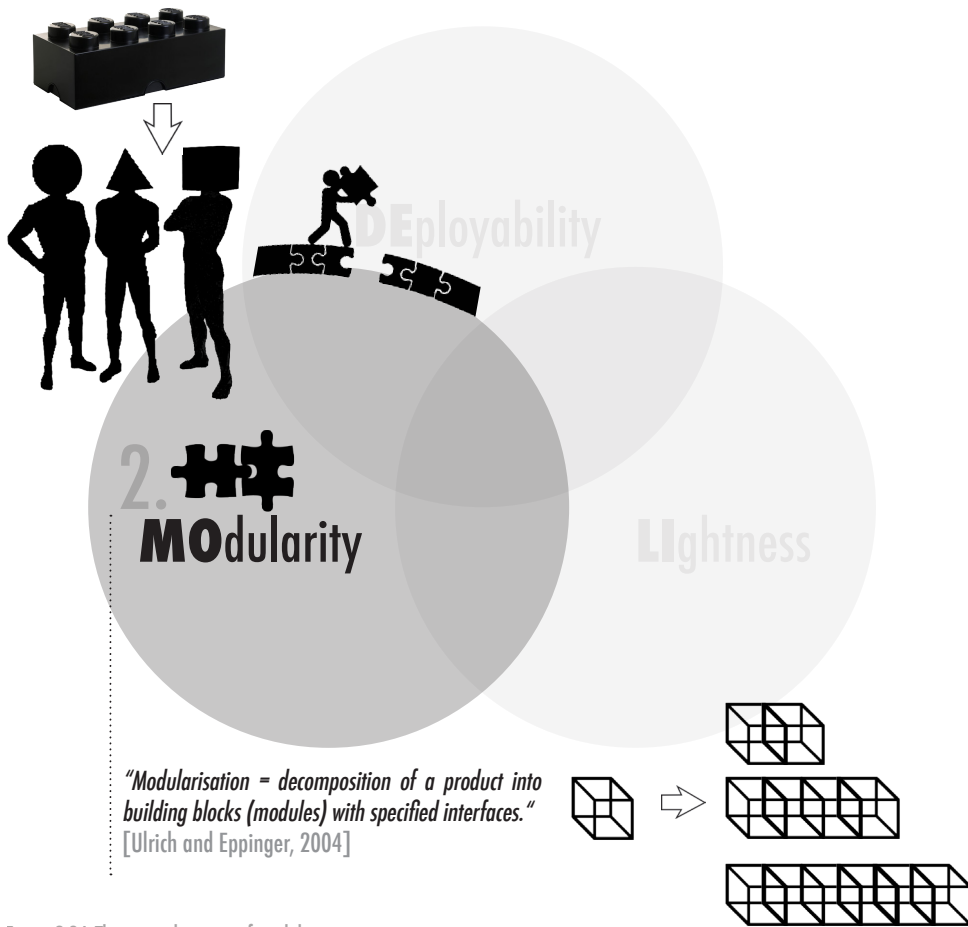 DEployability
2.
MOdularity
LIghtness
“Modularisation = decomposition of a product into
building blocks (modules) with specified interfaces.“
[Ulrich and Eppinger, 2004]